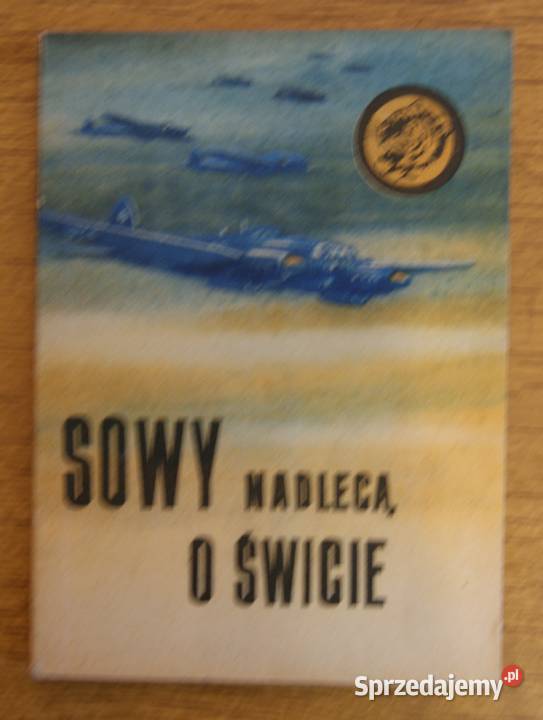 SOWY NADLECĄ
O ŚWICIE
Sprzedajemy.pl